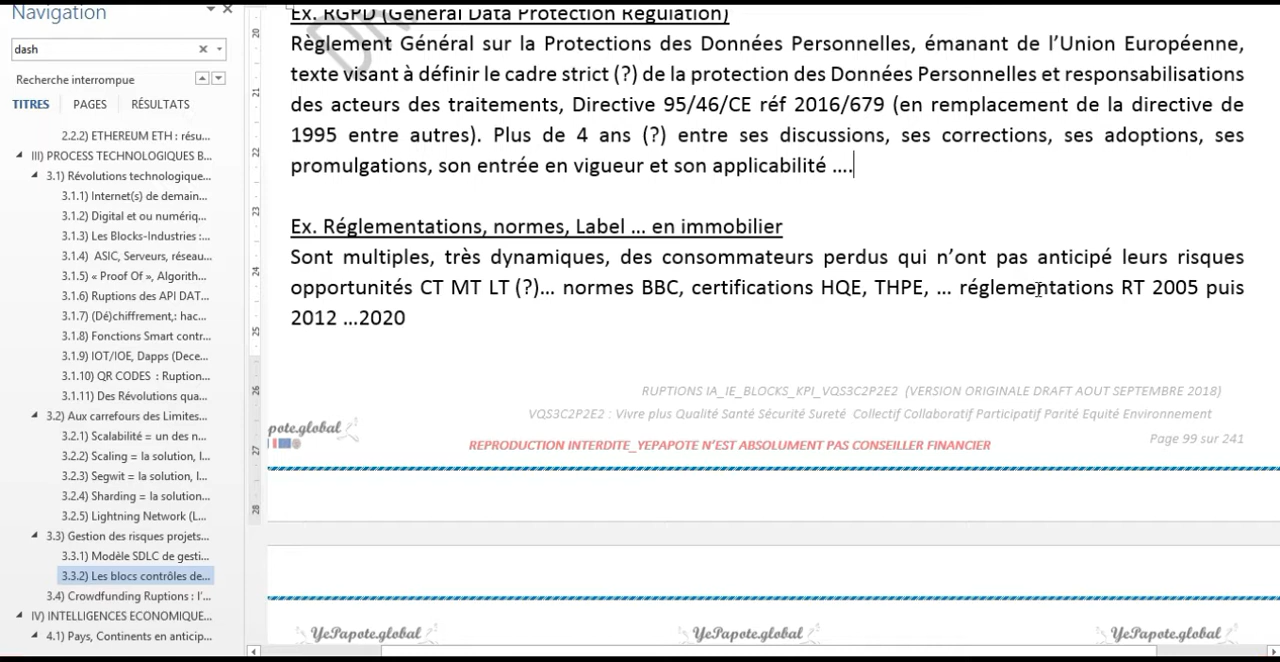 Navigation
dash
Recherche interrompue
TITRES PAGES RÉSULTATS
2.2.2) ETHEREUM ETH : résu...
III) PROCESS TECHNOLOGIQUES B...
3.1) Révolutions technologique...
3.1.1) Internet(s) de demain...
3.1.2) Digital et ou numériq...
3.1.3) Les Blocks-Industries :...
3.1.4) ASIC, Serveurs, réseau...
3.1.5) « Proof Of », Algorith...
3.1.6) Ruptions des API DAT...
3.1.7) (Dé)chiffrement,: hac...
3.1.8) Fonctions Smart contr...
3.1.9) IOT/IOE, Dapps (Dece...
3.1.10) QR CODES : Ruption...
3.1.11) Des Révolutions qua...
3.2) Aux carrefours des Limites...
3.2.1) Scalabilité = un des n...
3.2.2) Scaling = la solution, l...
3.2.3) Segwit = la solution, l...
3.2.4) Sharding = la solution...
3.2.5) Lightning Network (L...
3.3) Gestion des risques projets...
3.3.1) Modèle SDLC de gesti...
3.3.2) Les blocs contrôles de...
3.4) Crowdfunding Ruptions : l'...
IV) INTELLIGENCES ECONOMIQUE...
4.1) Pays, Continents en anticip...
20
21
22
23
24
25
26
27
28
Ex. RGPD (General Data Protection Regulation)
Règlement Général sur la Protections des Données Personnelles, émanant de l'Union Européenne,
texte visant à définir le cadre strict (?) de la protection des Données Personnelles et responsabilisations
des acteurs des traitements, Directive 95/46/CE réf 2016/679 (en remplacement de la directive de
1995 entre autres). Plus de 4 ans (?) entre ses discussions, ses corrections, ses adoptions, ses
promulgations, son entrée en vigueur et son applicabilité ....
Ex. Réglementations, normes, Label ... en immobilier
Sont multiples, très dynamiques, des consommateurs perdus qui n'ont pas anticipé leurs risques
opportunités CT MT LT (?)... normes BBC, certifications HQE, THPE, ... réglementations RT 2005 puis
2012 ...2020
RUPTIONS IA_IE_BLOCKS_KPI_VQS3C2P2E2 (VERSION ORIGINALE DRAFT AOUT SEPTEMBRE 2018)
VQS3C2P2E2 : Vivre plus Qualité Santé Sécurité Sureté Collectif Collaboratif Participatif Parité Equité Environnement
pote.global
Page 99 sur 241
REPRODUCTION INTERDITE_YEPAPOTE N'EST ABSOLUMENT PAS CONSEILLER FINANCIER
YePapote.global YePapote.global YePapote.global